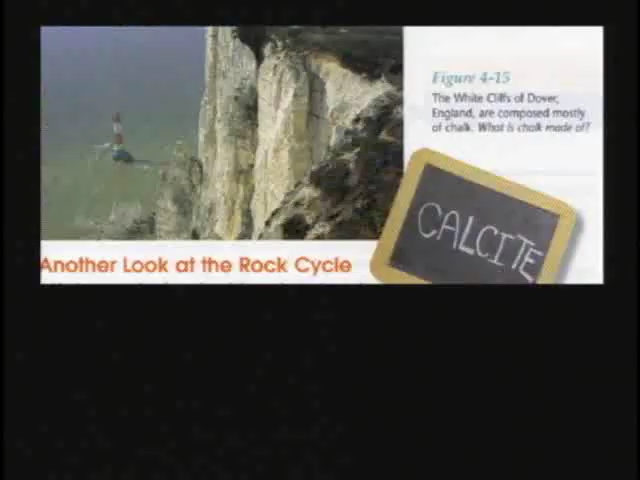 Figure 4-15
The White Cliffs of Dover,
England, are composed mostly
of chalk. What is chalk made of?
CALCITE
Another Look at the Rock Cycle